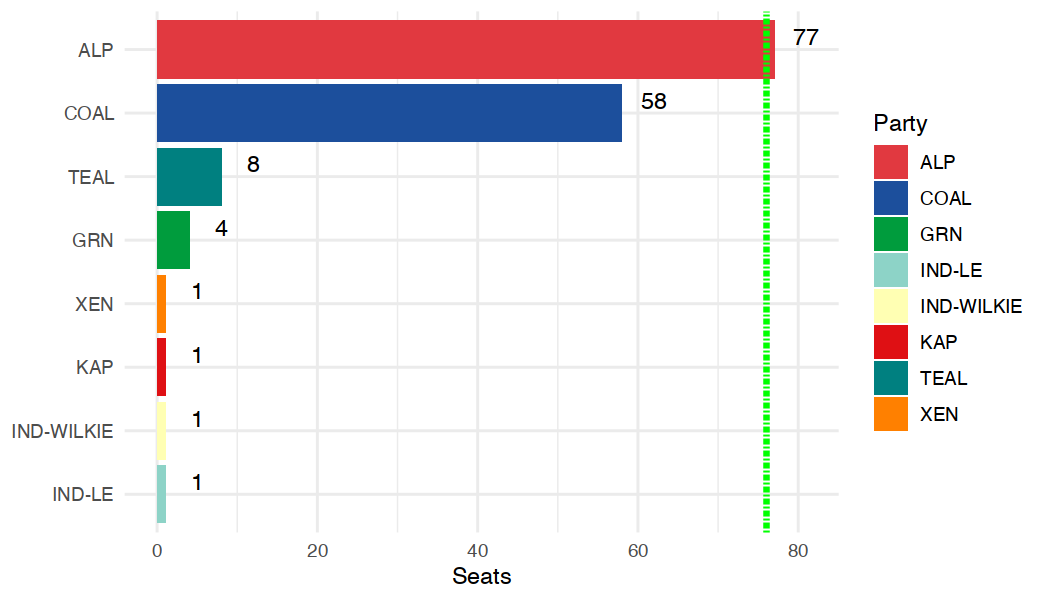 ALP
77
COAL
58
TEAL
8
GRN
4
XEN
1
KAP
1
IND-WILKIE
1
IND-LE
1
0
20
40
60
80
Seats
Party
ALP
COAL
GRN
IND-LE
IND-WILKIE
KAP
TEAL
XEN